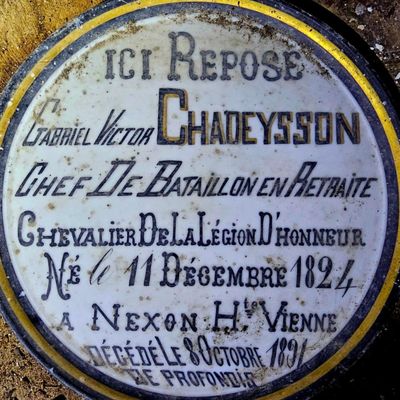 ICI REPOSE
GABRIEL VICTOR CHADEYSSON
CHEF DE BATAILLON EN RETRAITE
CHEVALIER DE LA LÉGION D'HONNEUR
NÉ le 11 DÉCEMBRE 1824
A NEXON Hte VIENNE
DÉCÉDÉ LE 8 OCTOBRE 1891
DE PROFONDIS